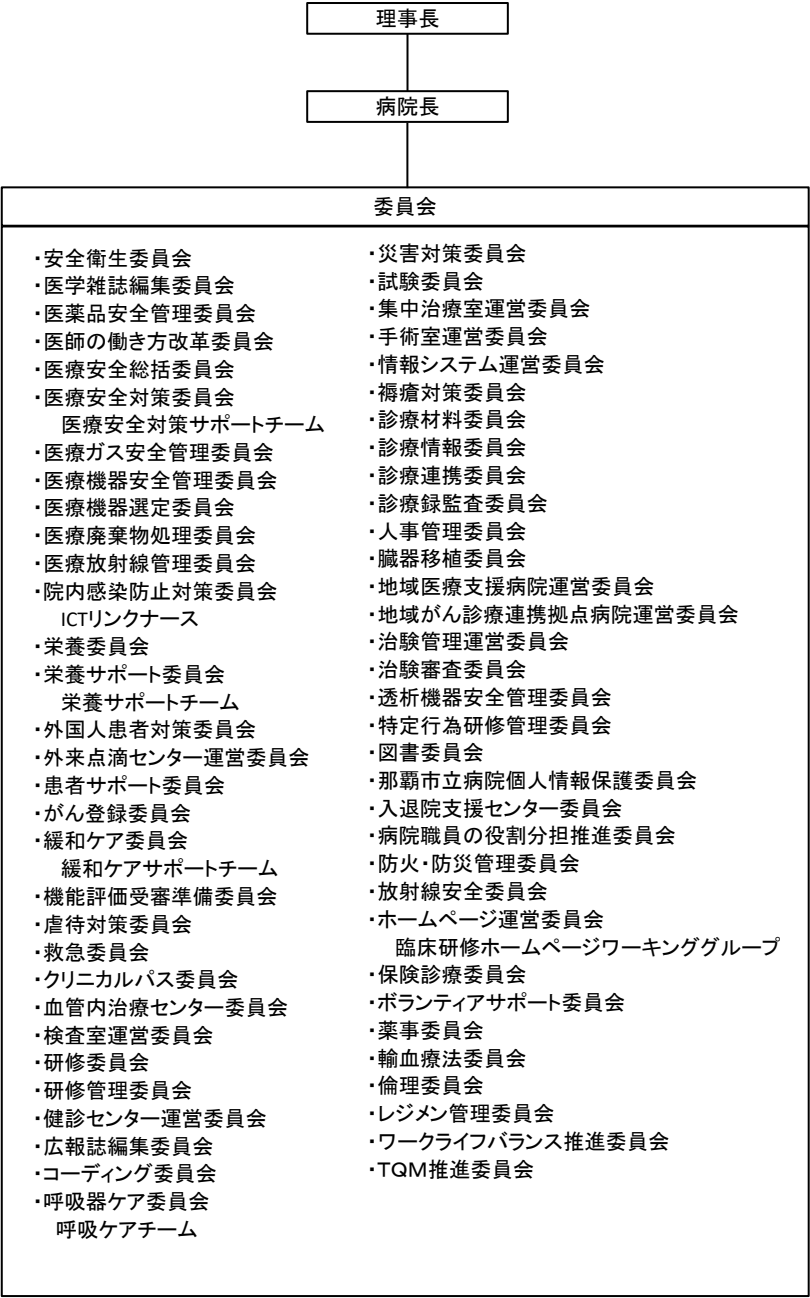 理事長
病院長
委員会
・安全衛生委員会
・医学雑誌編集委員会
・医薬品安全管理委員会
・医師の働き方改革委員会
・医療安全総括委員会
・医療安全対策委員会
医療安全対策サポートチーム
・医療ガス安全管理委員会
・医療機器安全管理委員会
・医療機器選定委員会
・医療廃棄物処理委員会
・医療放射線管理委員会
・院内感染防止対策委員会
ICTリンクナース
・栄養委員会
・栄養サポート委員会
栄養サポートチーム
・外国人患者対策委員会
・外来点滴センター運営委員会
・患者サポート委員会
・がん登録委員会
・緩和ケア委員会
緩和ケアサポートチーム
・機能評価受審準備委員会
・虐待対策委員会
・救急委員会
・クリニカルパス委員会
・血管内治療センター委員会
・検査室運営委員会
・研修委員会
・研修管理委員会
・健診センター運営委員会
・広報誌編集委員会
・コーディング委員会
・呼吸器ケア委員会
呼吸ケアチーム
・災害対策委員会
・試験委員会
・集中治療室運営委員会
・手術室運営委員会
・情報システム運営委員会
・褥瘡対策委員会
・診療材料委員会
・診療情報委員会
・診療連携委員会
・診療録監査委員会
・人事管理委員会
・臓器移植委員会
・地域医療支援病院運営委員会
・地域がん診療連携拠点病院運営委員会
・治験管理運営委員会
・治験審査委員会
・透析機器安全管理委員会
・特定行為研修管理委員会
・図書委員会
・那覇市立病院個人情報保護委員会
・入退院支援センター委員会
・病院職員の役割分担推進委員会
・防火・防災管理委員会
・放射線安全委員会
・ホームページ運営委員会
臨床研修ホームページワーキンググループ
・保険診療委員会
・ボランティアサポート委員会
・薬事委員会
・輸血療法委員会
・倫理委員会
・レジメン管理委員会
・ワークライフバランス推進委員会
・TQM推進委員会